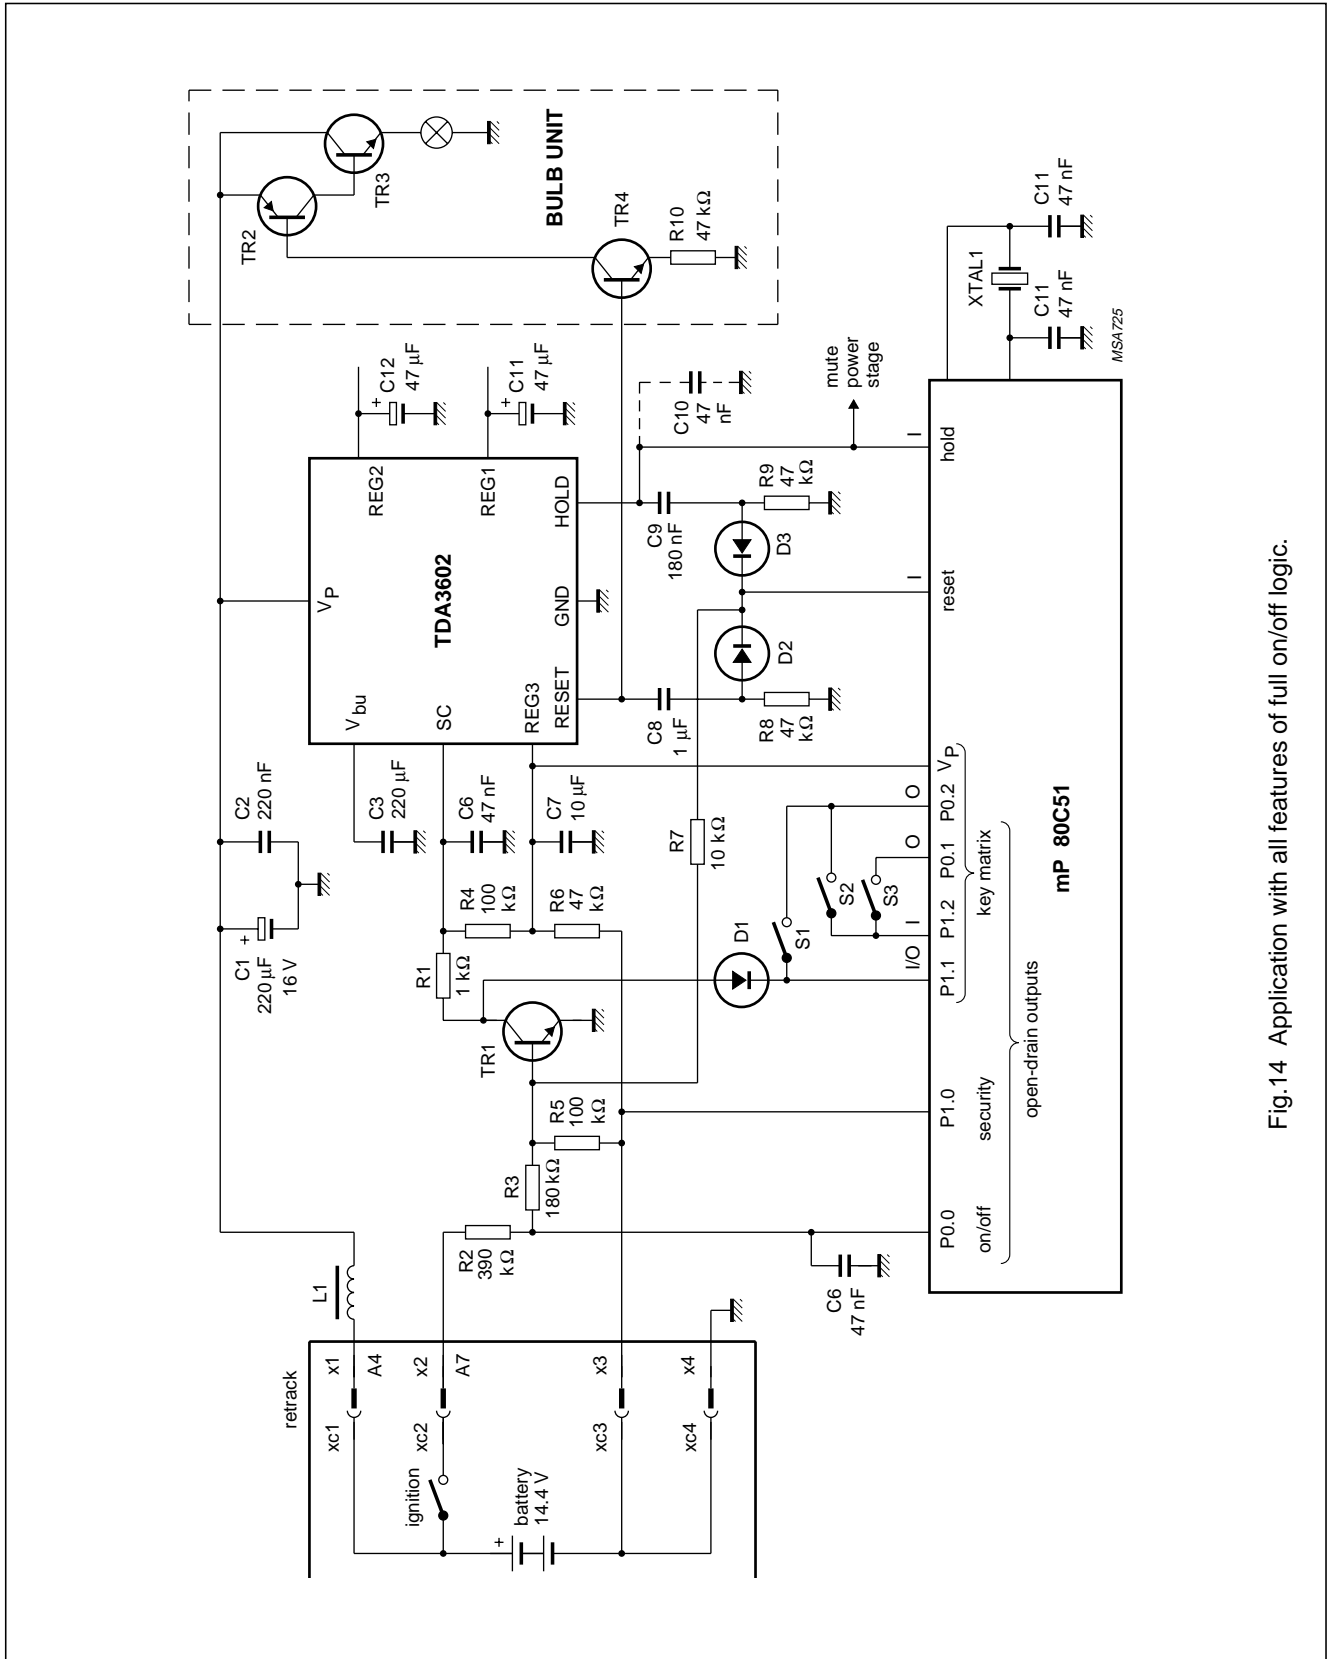 retrack
xc1
x1
A4
L1
ignition
xc2
x2
A7
+
battery
14.4 V
xc3
x3
xc4
x4
C1
+
220 µF
16 V
C2
220 nF
R2
390
kΩ
R3
180 kΩ
R5
100
kΩ
TR1
R1
1 kΩ
R4
100
kΩ
R6
47
kΩ
C3
220 µF
C6
47 nF
C7
10 µF
VP
Vbu
SC
REG3
RESET
TDA3602
GND
REG2
REG1
HOLD
+
C12
47 µF
+
C11
47 µF
TR2
TR3
BULB UNIT
TR4
R10
47 kΩ
C10
47
nF
C9
180 nF
R9
47
kΩ
D3
D2
C8
1 µF
R8
47
kΩ
R7
10 kΩ
D1
S1
S2
S3
mute
power
stage
C6
47 nF
I/O
I
O
O
I
I
P0.0
P1.0
P1.1
P1.2
P0.1
P0.2
VP
reset
hold
on/off
security
key matrix
open-drain outputs
mP 80C51
XTAL1
C11
47 nF
C11
47 nF
MSA725
Fig.14 Application with all features of full on/off logic.